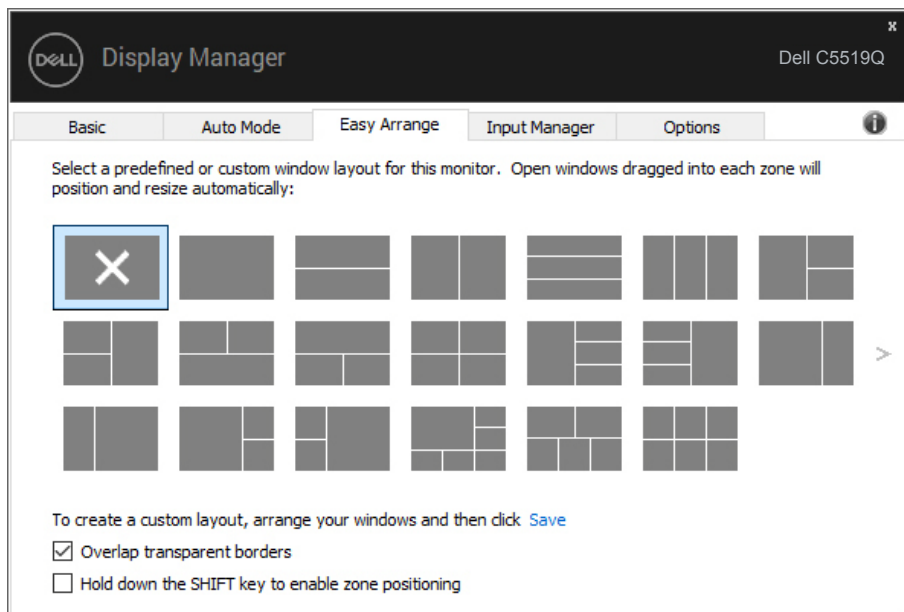 x
DELL Display Manager Dell C5519Q
Basic Auto Mode Easy Arrange Input Manager Options i
Select a predefined or custom window layout for this monitor. Open windows dragged into each zone will
position and resize automatically:
>
To create a custom layout, arrange your windows and then click Save
Overlap transparent borders
Hold down the SHIFT key to enable zone positioning